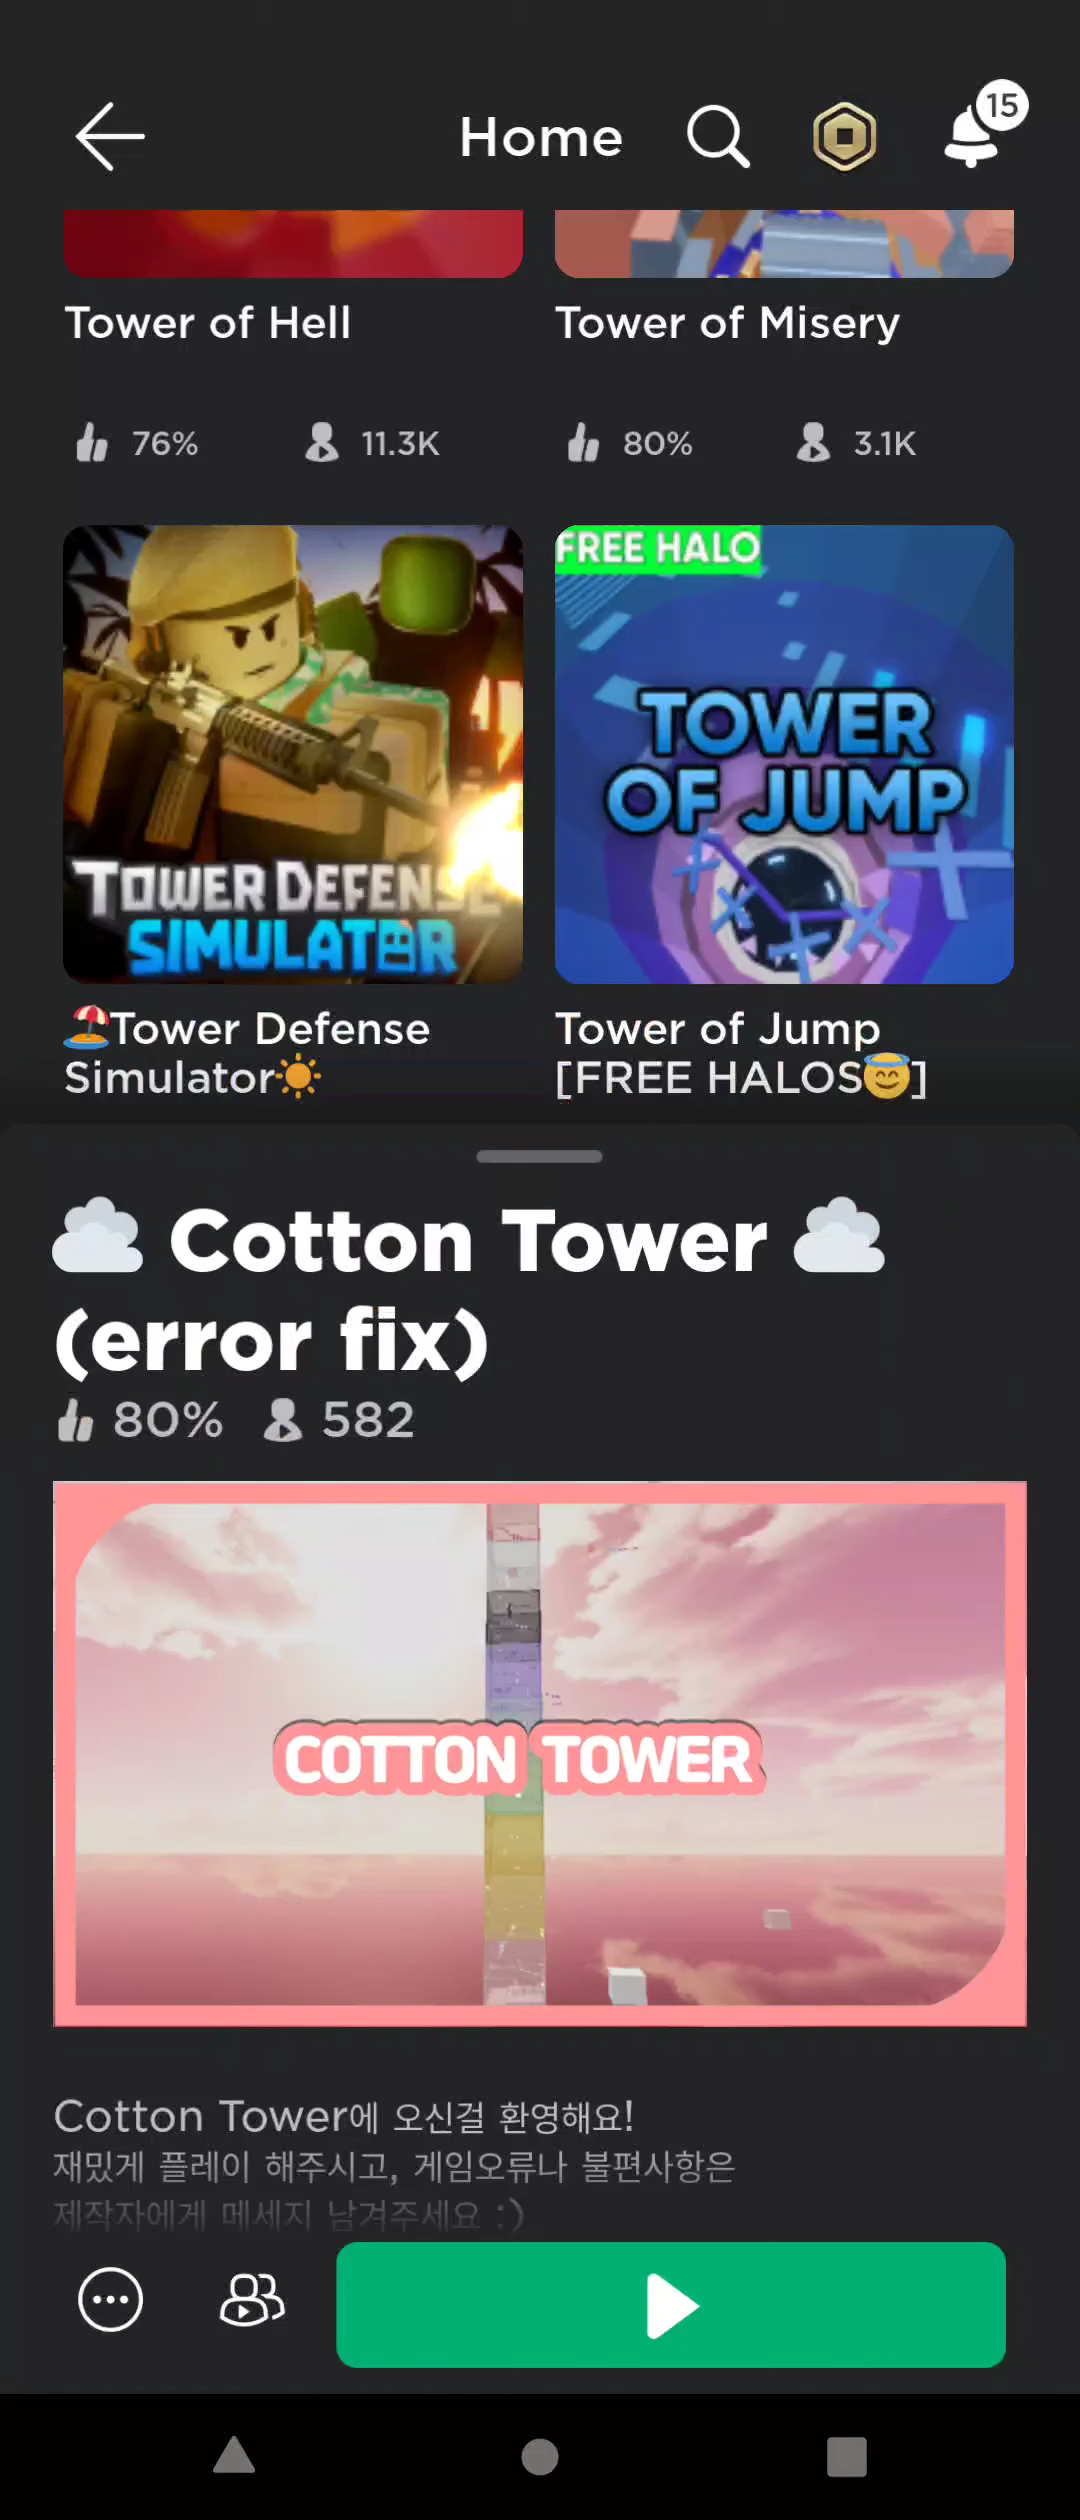 Home
15
Tower of Hell
Tower of Misery
76%
11.3K
80%
3.1K
TOWER DEFENSE
SIMULATOR
FREE HALO
TOWER
OF JUMP
🏖️Tower Defense
Simulator☀️
Tower of Jump
[FREE HALOS😇]
☁️ Cotton Tower ☁️
(error fix)
80%
582
COTTON TOWER
Cotton Tower에 오신걸 환영해요!
재밌게 플레이 해주시고, 게임오류나 불편사항은
제작자에게 메세지 남겨주세요 :)